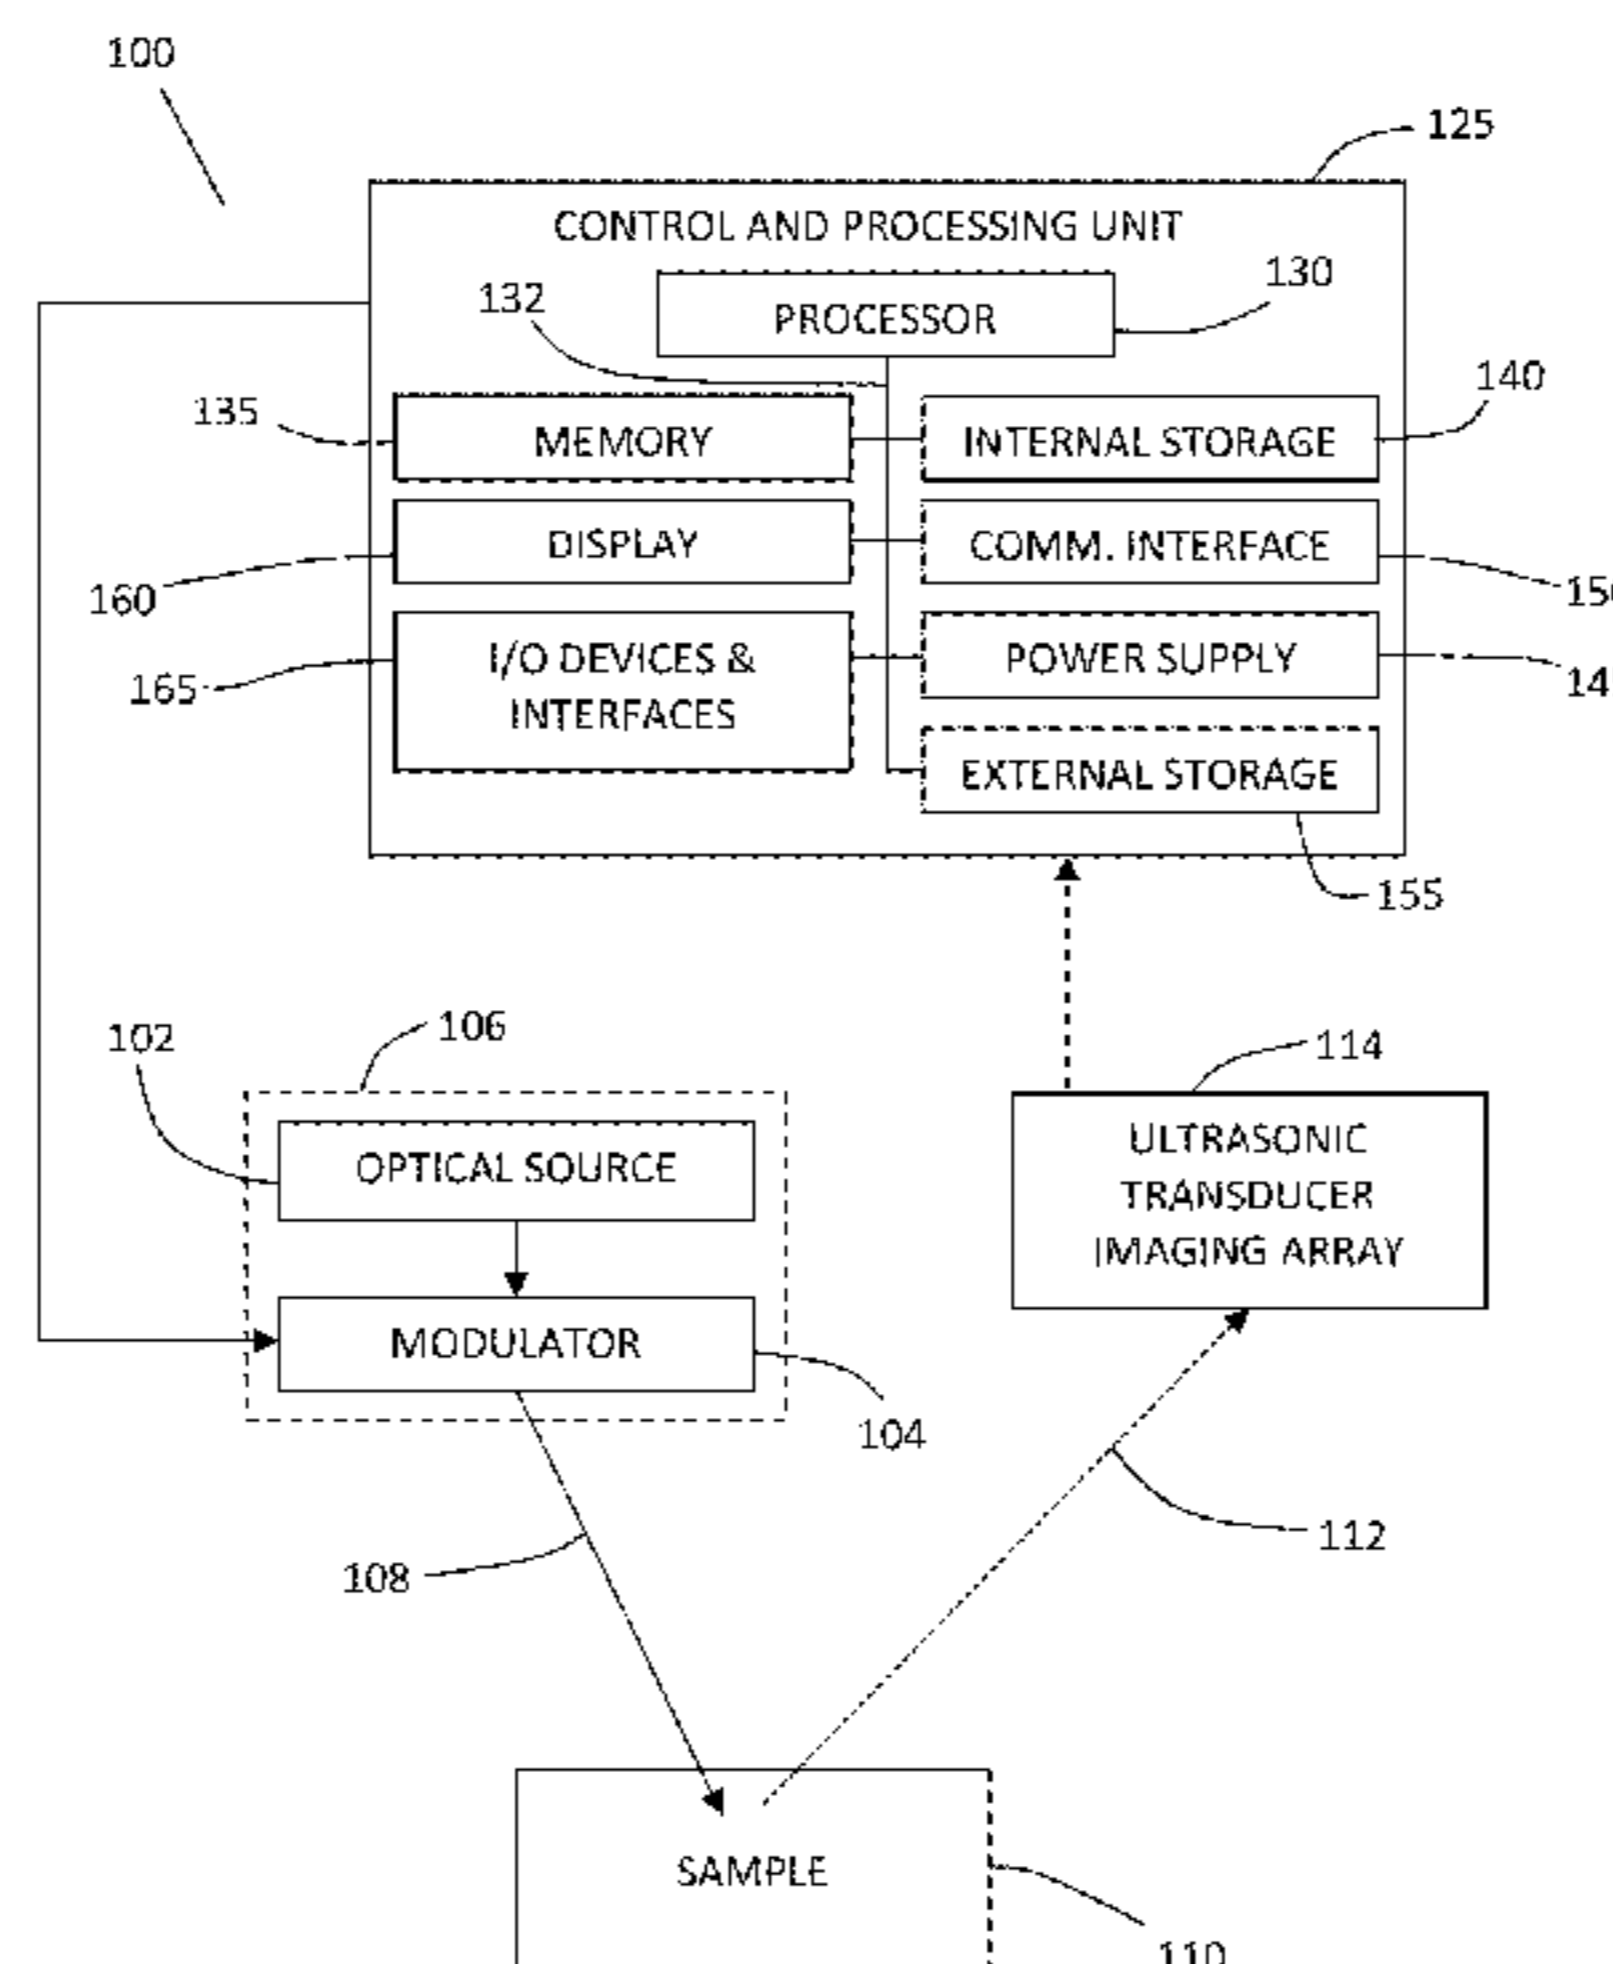 100
125
CONTROL AND PROCESSING UNIT
130
132
PROCESSOR
140
135
MEMORY
INTERNAL STORAGE
DISPLAY
COMM. INTERFACE
160
165
I/O DEVICES &
INTERFACES
POWER SUPPLY
EXTERNAL STORAGE
155
102
106
114
OPTICAL SOURCE
ULTRASONIC
TRANSDUCER
IMAGING ARRAY
MODULATOR
104
112
108
SAMPLE
110